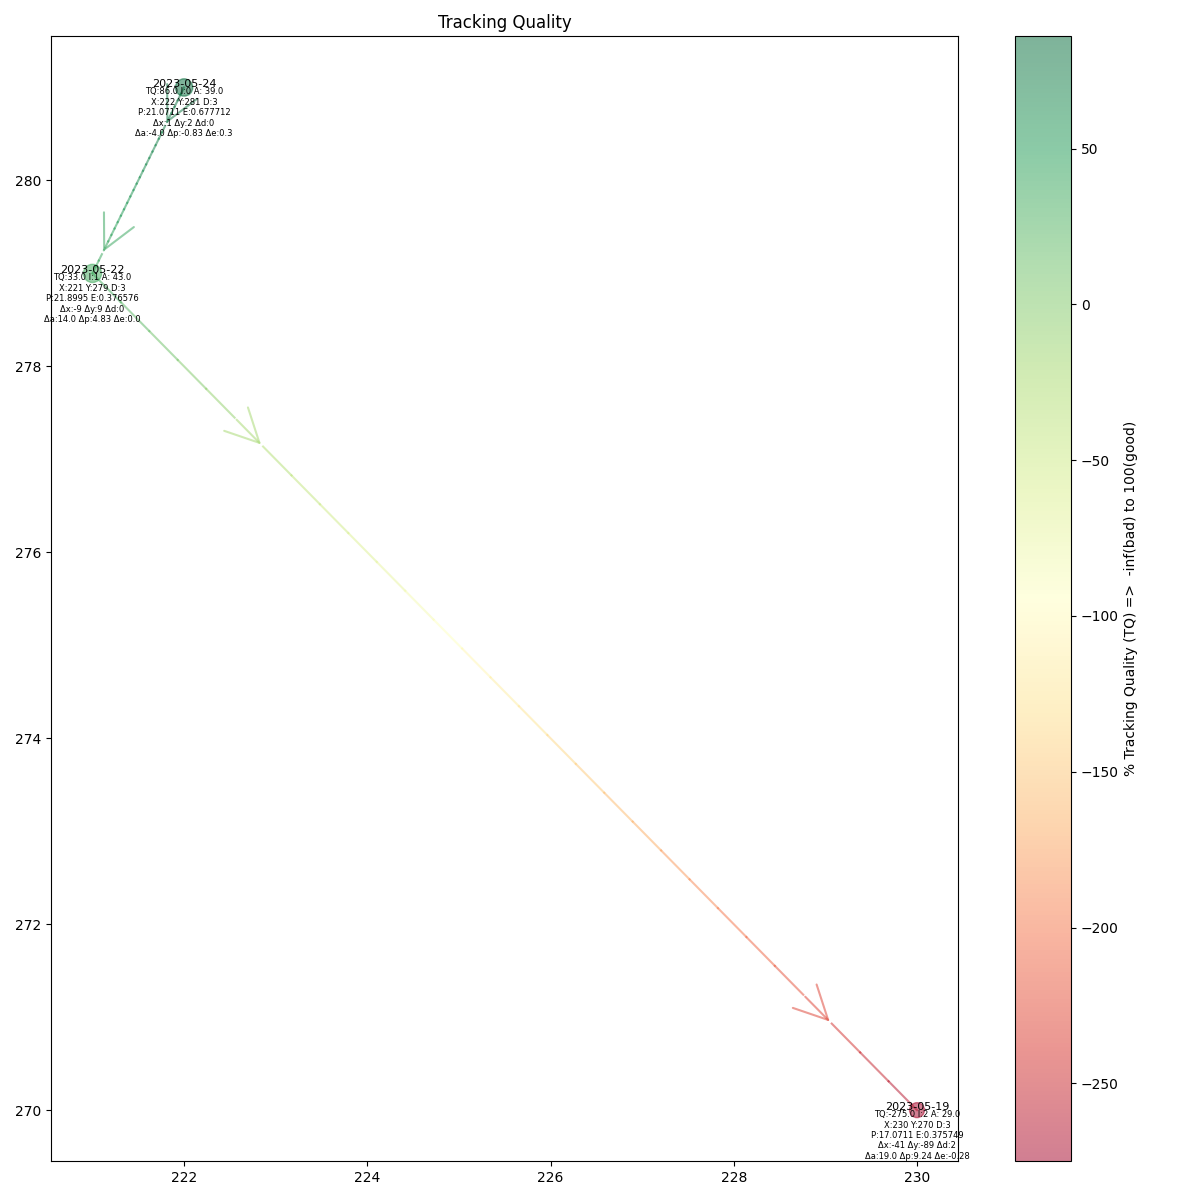 Tracking Quality
2023-05-24
TQ:86.0 I:0 A: 39.0
X:222 Y:281 D:3
P:21.0711 E:0.677712
Δx:1 Δy:2 Δd:0
Δa:-4.0 Δp:-0.83 Δe:0.3
2023-05-22
TQ:33.0 I:1 A: 43.0
X:221 Y:279 D:3
P:21.8995 E:0.376576
Δx:-9 Δy:9 Δd:0
Δa:14.0 Δp:4.83 Δe:0.0
2023-05-19
TQ:-275.0 I:2 A: 29.0
X:230 Y:270 D:3
P:17.0711 E:0.375749
Δx:-41 Δy:-89 Δd:2
Δa:19.0 Δp:9.24 Δe:-0.28
280
278
276
274
272
270
222
224
226
228
230
50
0
−50
−100
−150
−200
−250
% Tracking Quality (TQ) => -inf(bad) to 100(good)